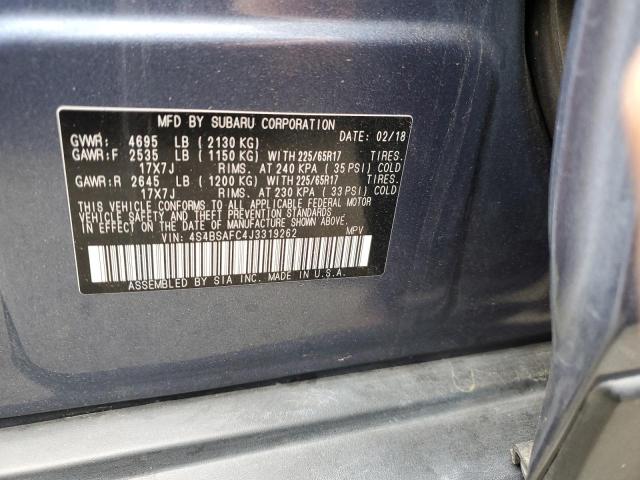 MFD BY SUBARU CORPORATION
GVWR: 4695 LB ( 2130 KG) DATE: 02/18
GAWR:F 2535 LB ( 1150 KG) WITH 225/65R17 TIRES.
17X7J RIMS. AT 240 KPA ( 35 PSI) COLD
GAWR:R 2645 LB ( 1200 KG) WITH 225/65R17 TIRES.
17X7J RIMS. AT 230 KPA ( 33 PSI) COLD
THIS VEHICLE CONFORMS TO ALL APPLICABLE FEDERAL MOTOR
VEHICLE SAFETY AND THEFT PREVENTION STANDARDS IN
EFFECT ON THE DATE OF MANUFACTURE SHOWN ABOVE.
VIN: 4S4BSAFC4J3319262 MPV
ASSEMBLED BY SIA INC. MADE IN U.S.A.